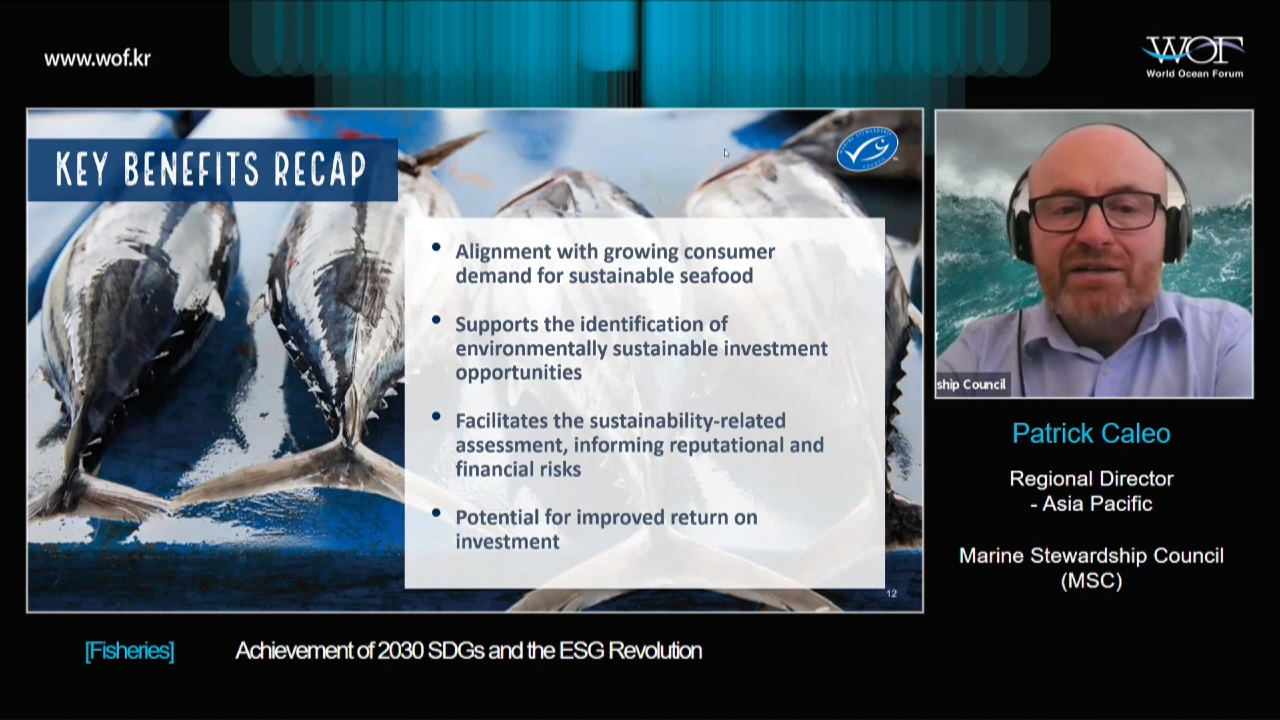 www.wof.kr
WOF
World Ocean Forum
KEY BENEFITS RECAP
• Alignment with growing consumer
demand for sustainable seafood
• Supports the identification of
environmentally sustainable investment
opportunities
• Facilitates the sustainability-related
assessment, informing reputational and
financial risks
• Potential for improved return on
investment
12
ship Council
Patrick Caleo
Regional Director
- Asia Pacific
Marine Stewardship Council
(MSC)
[Fisheries] Achievement of 2030 SDGs and the ESG Revolution